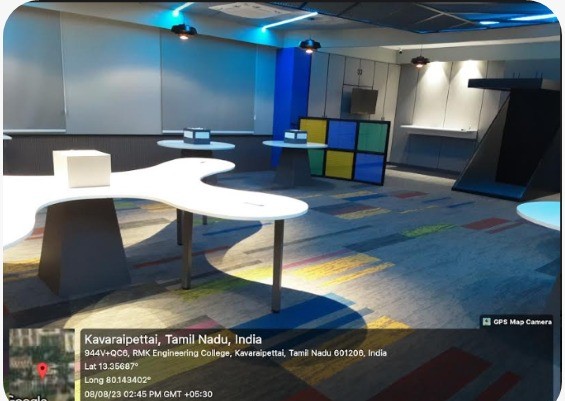 GPS Map Camera
Kavaraipettai, Tamil Nadu, India
944V+QC6, RMK Engineering College, Kavaraipettai, Tamil Nadu 601206, India
Lat 13.35687°
Long 80.143402°
08/08/23 02:45 PM GMT +05:30
Google